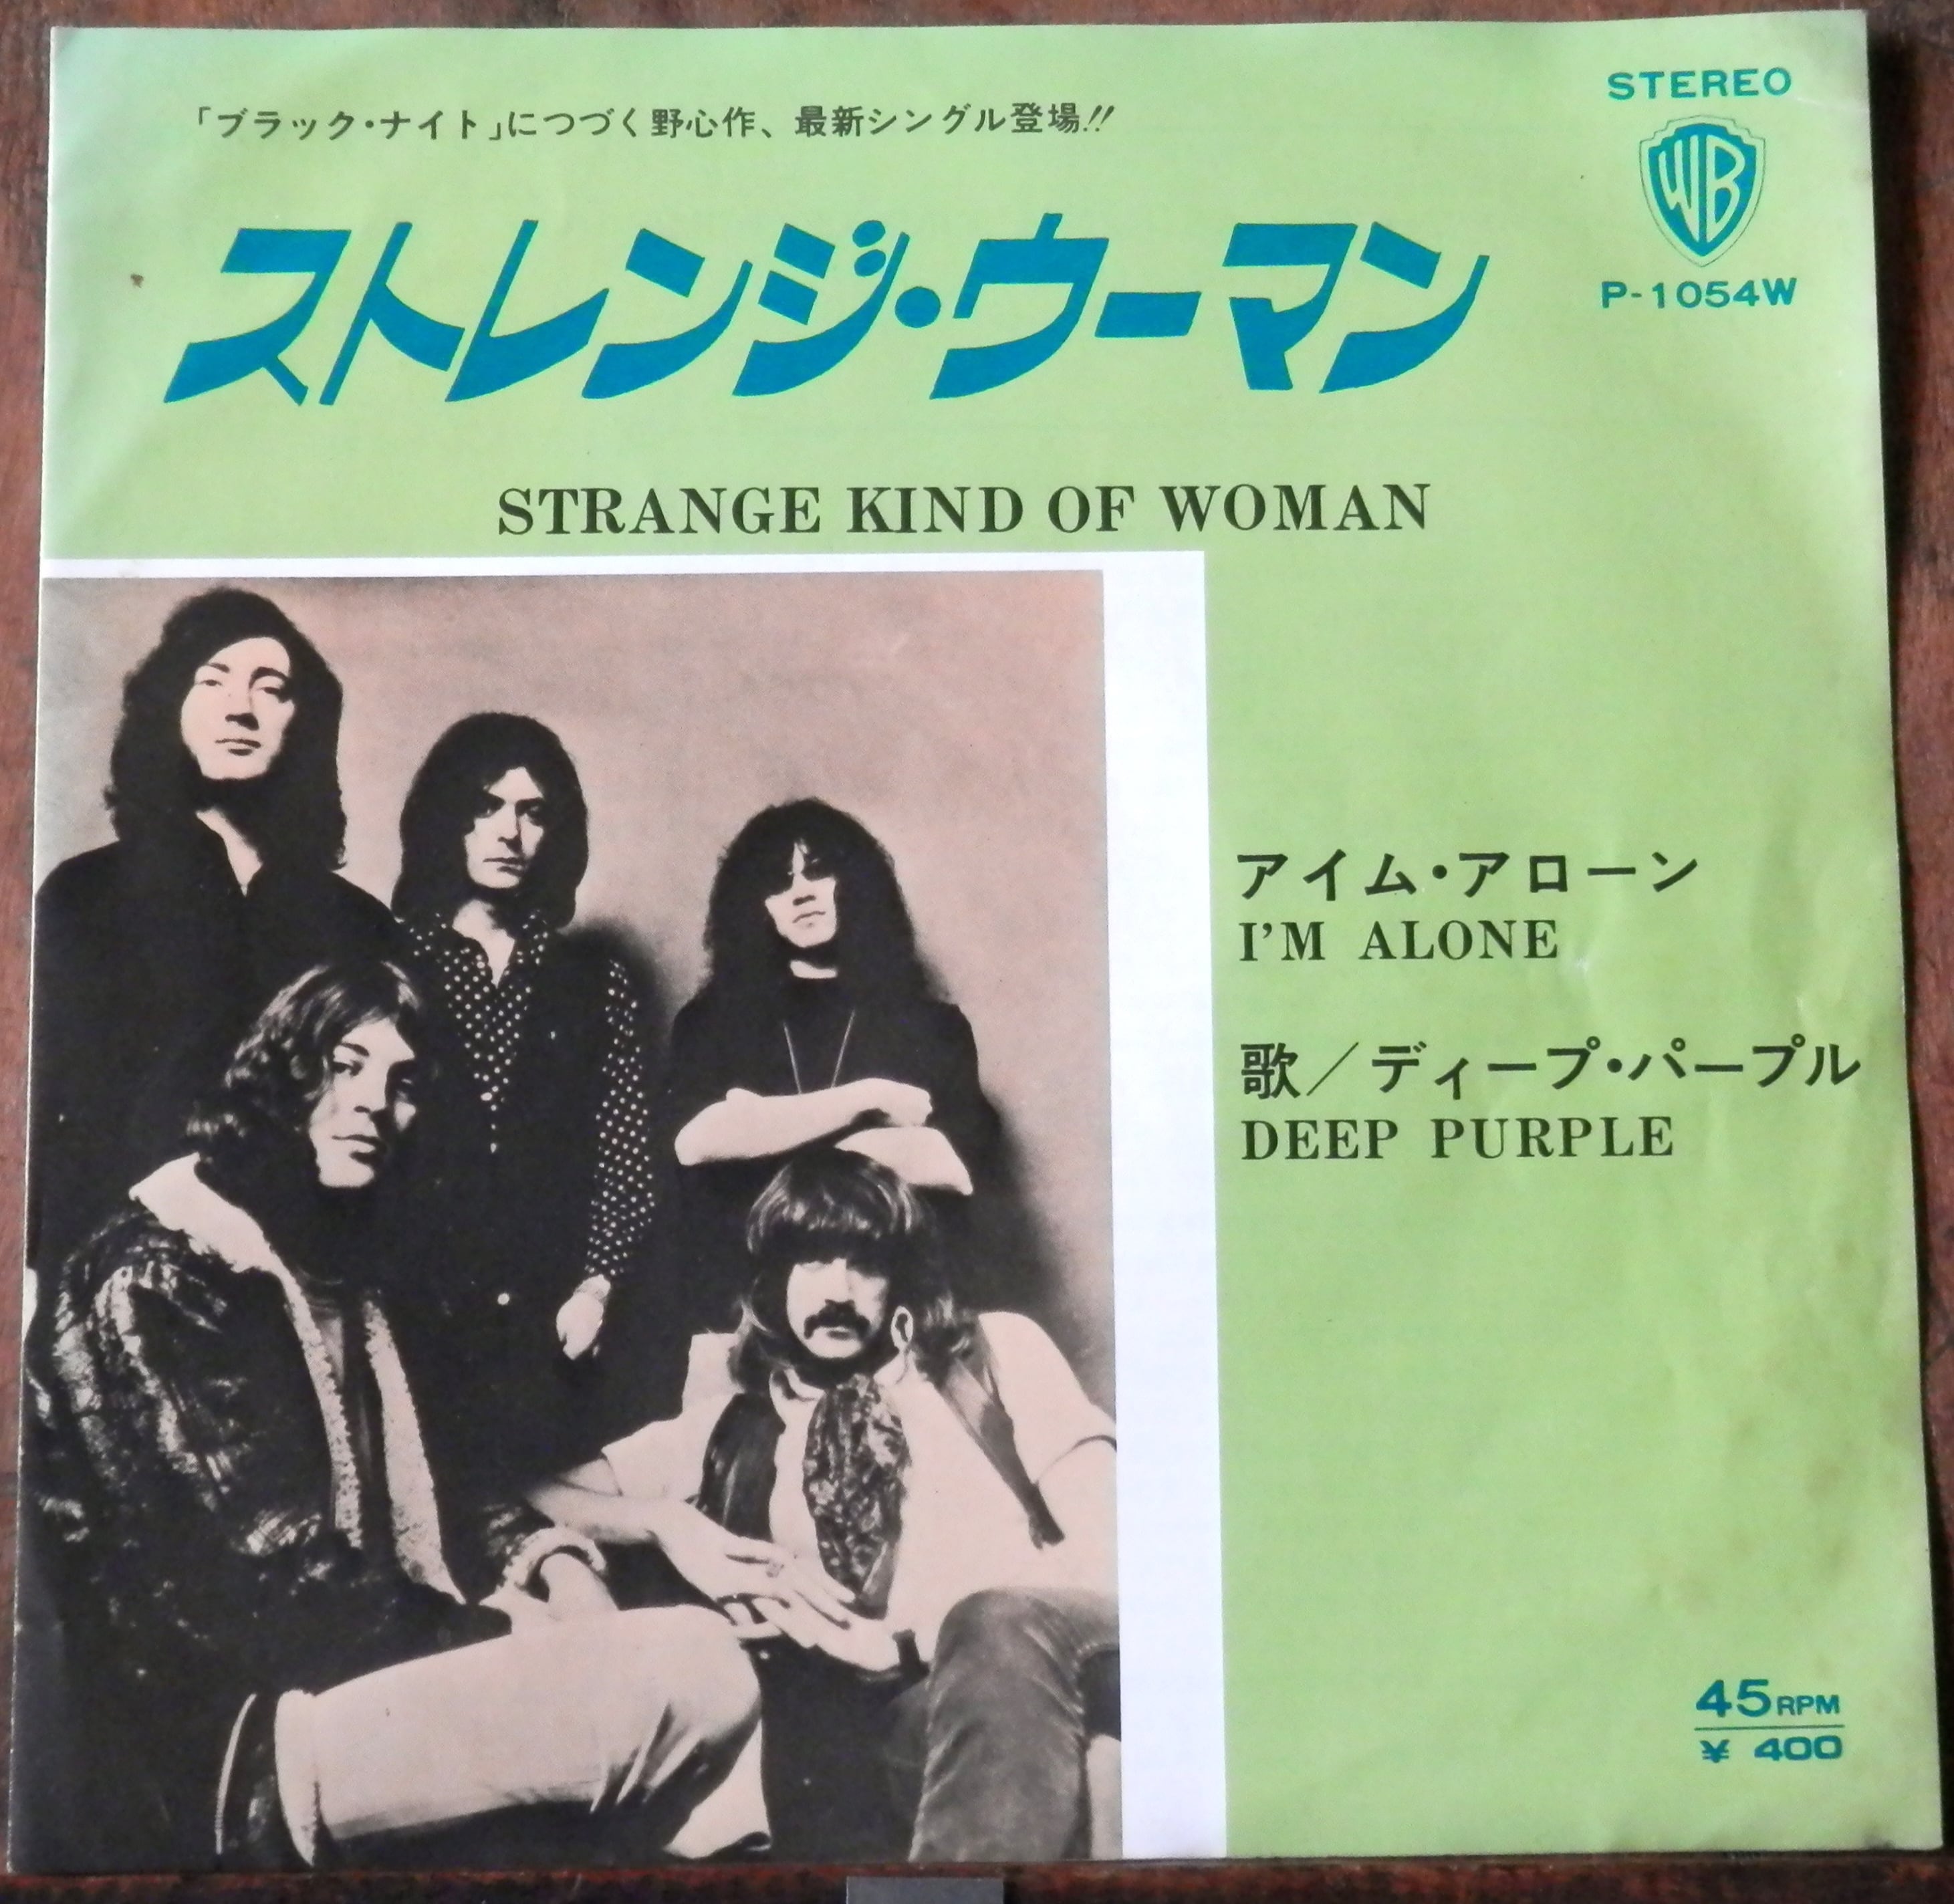 「ブラック・ナイト」につづく野心作、最新シングル登場!!
STEREO
WB
P-1054W
ストレンジ・ウーマン
STRANGE KIND OF WOMAN
アイム・アローン
I'M ALONE
歌／ディープ・パープル
DEEP PURPLE
45RPM
¥ 400